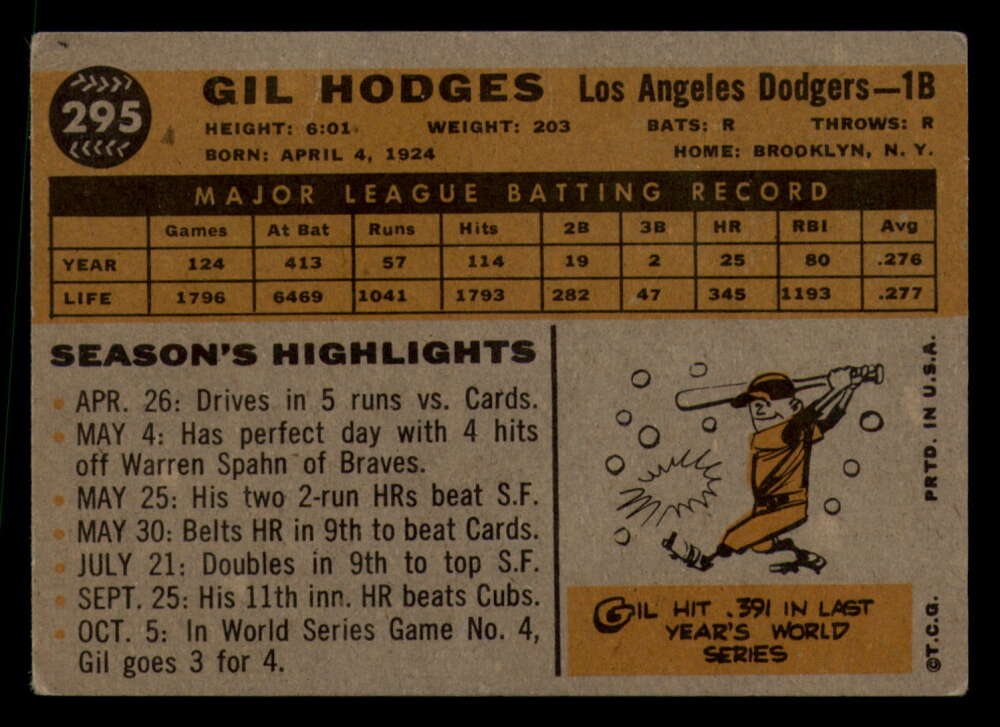 295
GIL HODGES Los Angeles Dodgers—1B
HEIGHT: 6:01 WEIGHT: 203 BATS: R THROWS: R
BORN: APRIL 4, 1924 HOME: BROOKLYN, N. Y.
MAJOR LEAGUE BATTING RECORD
Games At Bat Runs Hits 2B 3B HR RBI Avg
YEAR 124 413 57 114 19 2 25 80 .276
LIFE 1796 6469 1041 1793 282 47 345 1193 .277
SEASON'S HIGHLIGHTS
• APR. 26: Drives in 5 runs vs. Cards.
• MAY 4: Has perfect day with 4 hits
off Warren Spahn of Braves.
• MAY 25: His two 2-run HRs beat S.F.
• MAY 30: Belts HR in 9th to beat Cards.
• JULY 21: Doubles in 9th to top S.F.
• SEPT. 25: His 11th inn. HR beats Cubs.
• OCT. 5: In World Series Game No. 4,
Gil goes 3 for 4.
GIL HIT .391 IN LAST
YEAR'S WORLD
SERIES
©T.C.G. PRTD. IN U.S.A.